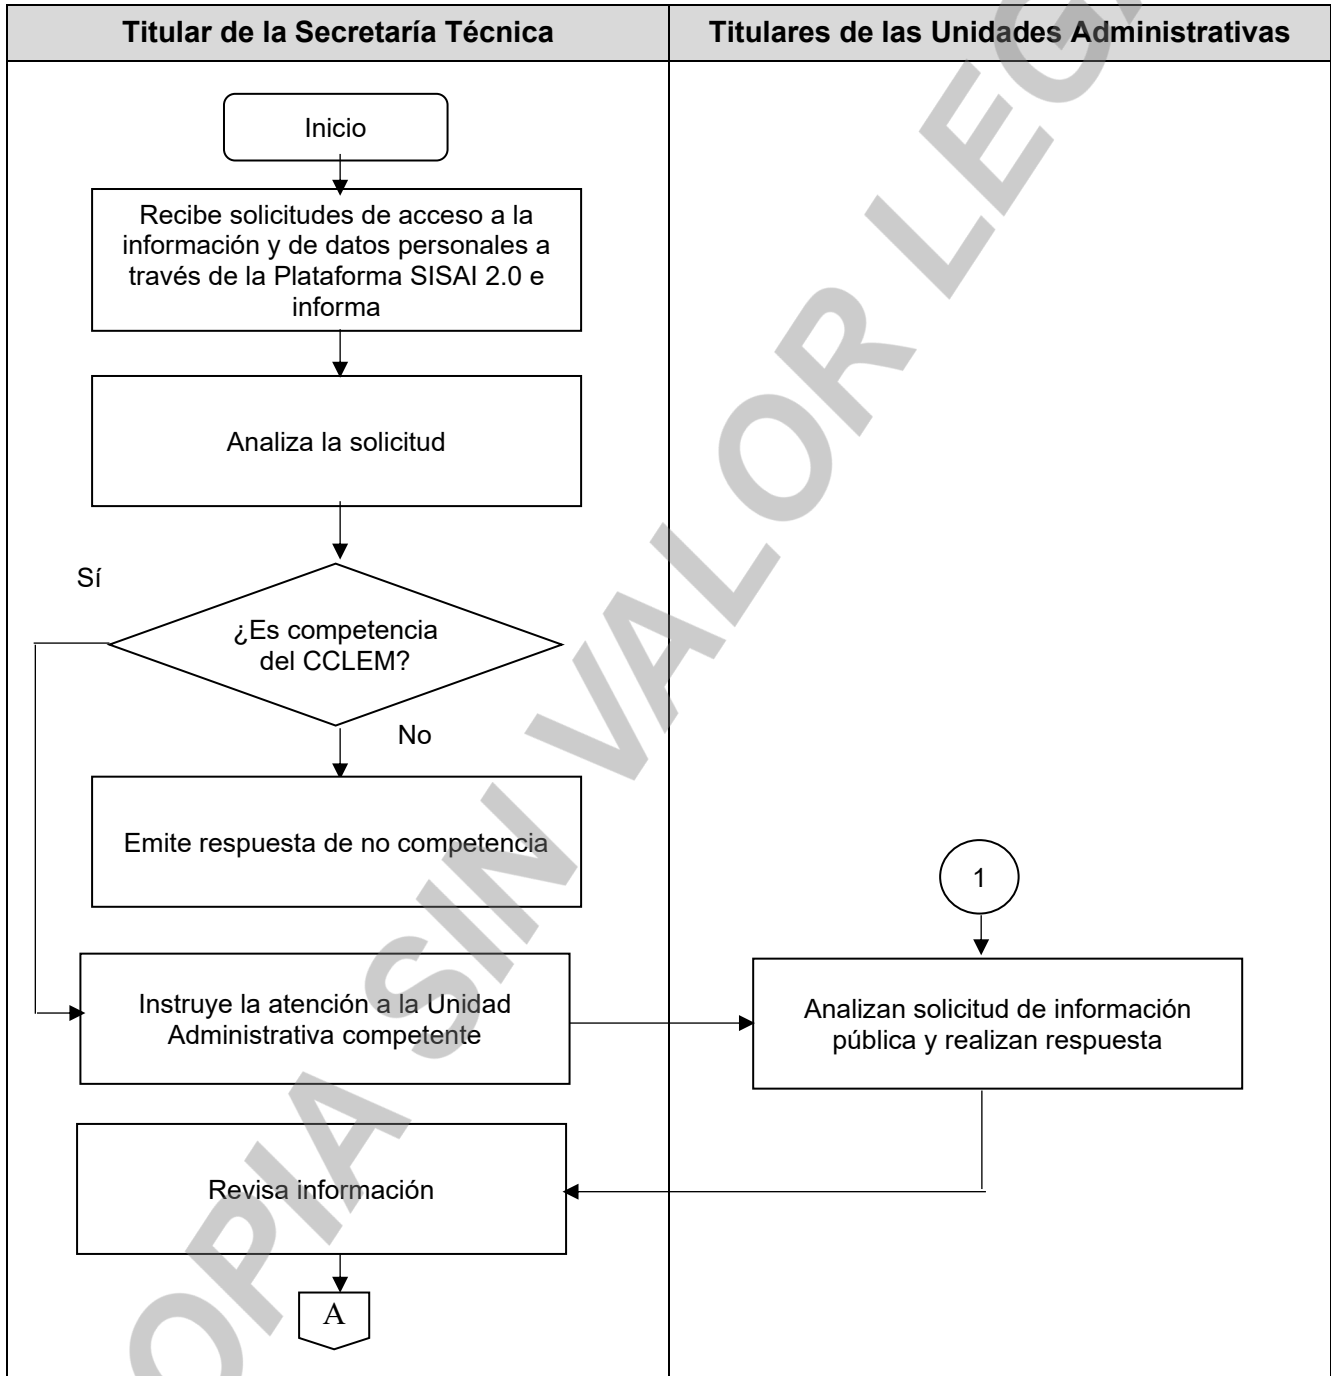 Titular de la Secretaría Técnica
Titulares de las Unidades Administrativas
Inicio
Recibe solicitudes de acceso a la
información y de datos personales a
través de la Plataforma SISAI 2.0 e
informa
Analiza la solicitud
Sí
¿Es competencia
del CCLEM?
No
Emite respuesta de no competencia
1
Instruye la atención a la Unidad
Administrativa competente
Analizan solicitud de información
pública y realizan respuesta
Revisa información
A
OPIA SIN VALOR LEGA